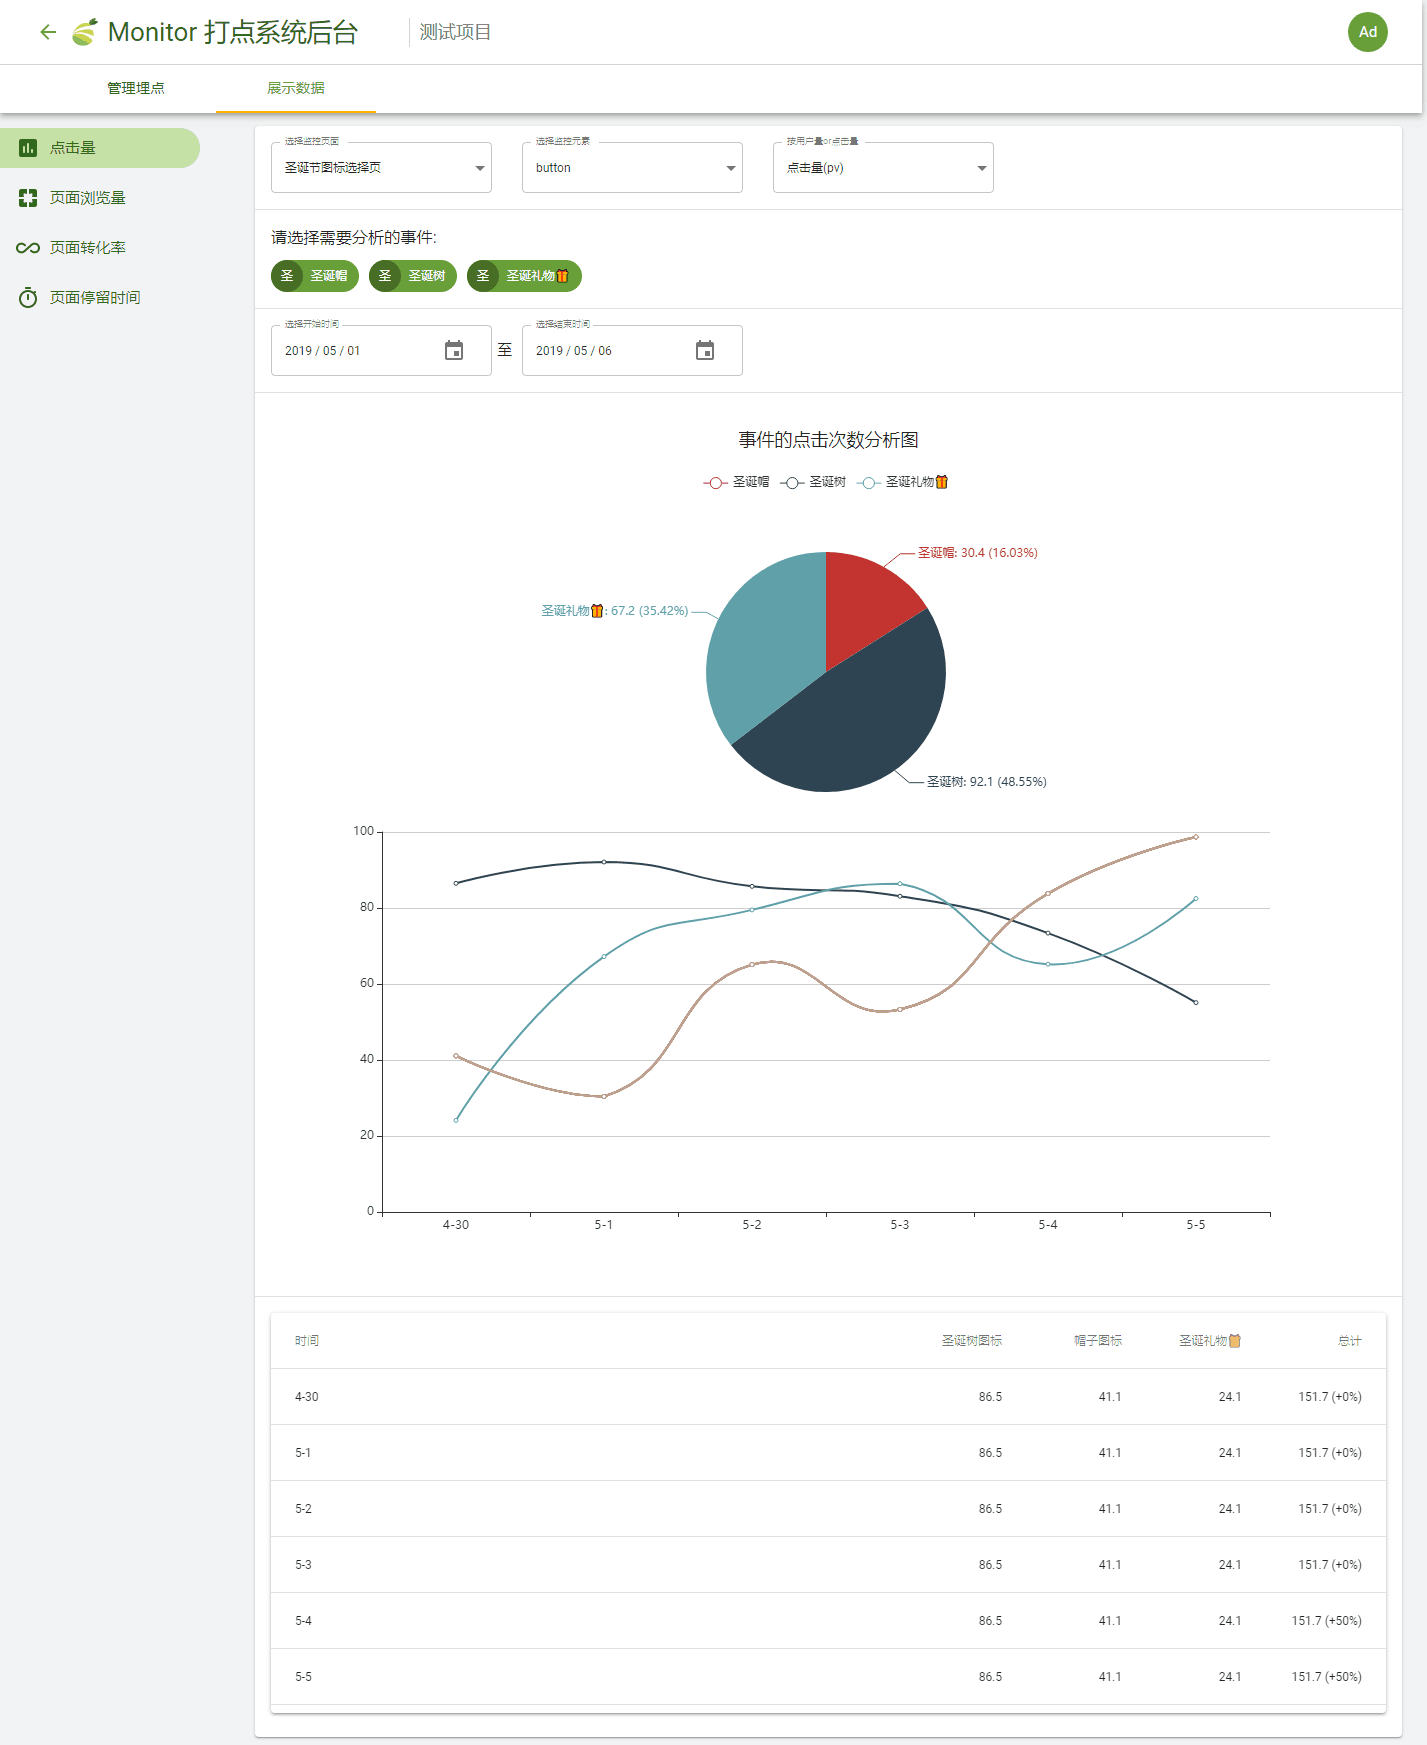 Monitor 打点系统后台 测试项目 Ad
管理埋点 展示数据
点击量
页面浏览量
页面转化率
页面停留时间
选择监控页面 选择监控元素 按用户量or点击量
圣诞节图标选择页 button 点击量(pv)
请选择需要分析的事件:
圣 圣诞帽 圣 圣诞树 圣 圣诞礼物🎁
选择开始时间 选择结束时间
2019 / 05 / 01 至 2019 / 05 / 06
事件的点击次数分析图
圣诞帽 圣诞树 圣诞礼物🎁
圣诞帽: 30.4 (16.03%)
圣诞礼物🎁: 67.2 (35.42%)
圣诞树: 92.1 (48.55%)
100
80
60
40
20
0
4-30 5-1 5-2 5-3 5-4 5-5
时间 圣诞树图标 帽子图标 圣诞礼物🎁 总计
4-30 86.5 41.1 24.1 151.7 (+0%)
5-1 86.5 41.1 24.1 151.7 (+0%)
5-2 86.5 41.1 24.1 151.7 (+0%)
5-3 86.5 41.1 24.1 151.7 (+0%)
5-4 86.5 41.1 24.1 151.7 (+50%)
5-5 86.5 41.1 24.1 151.7 (+50%)